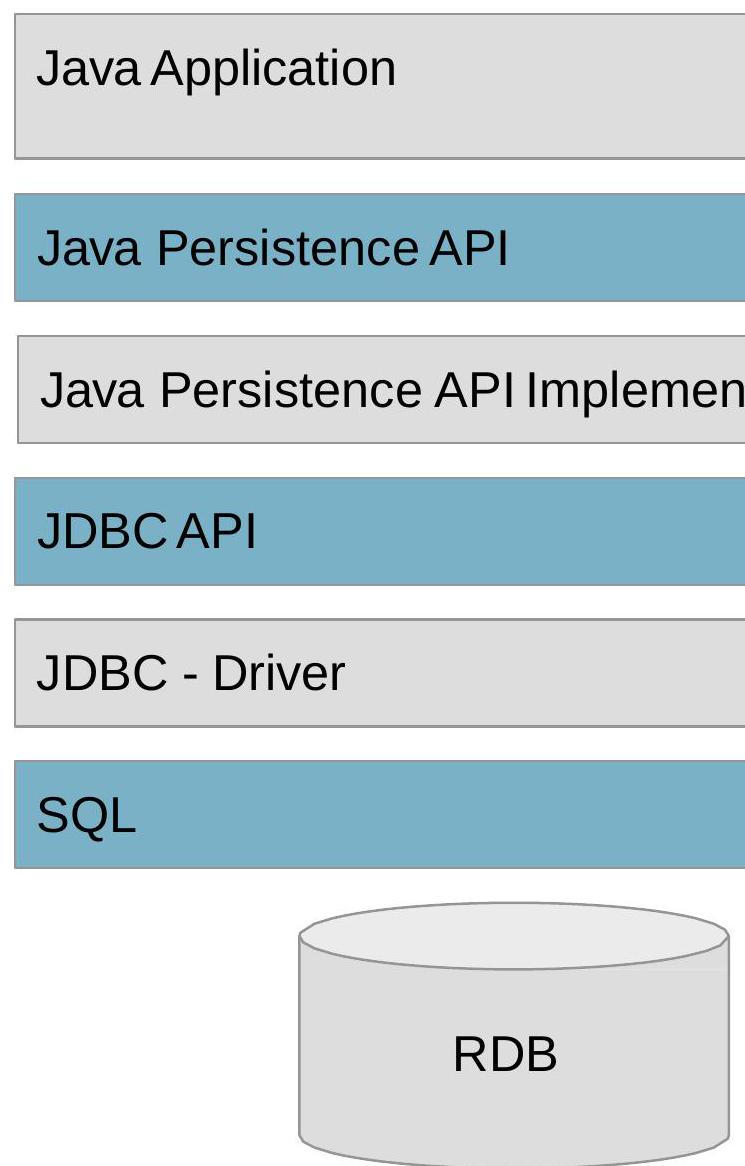 Java Application
Java Persistence API
Java Persistence API Implemen
JDBC API
JDBC - Driver
SQL
RDB